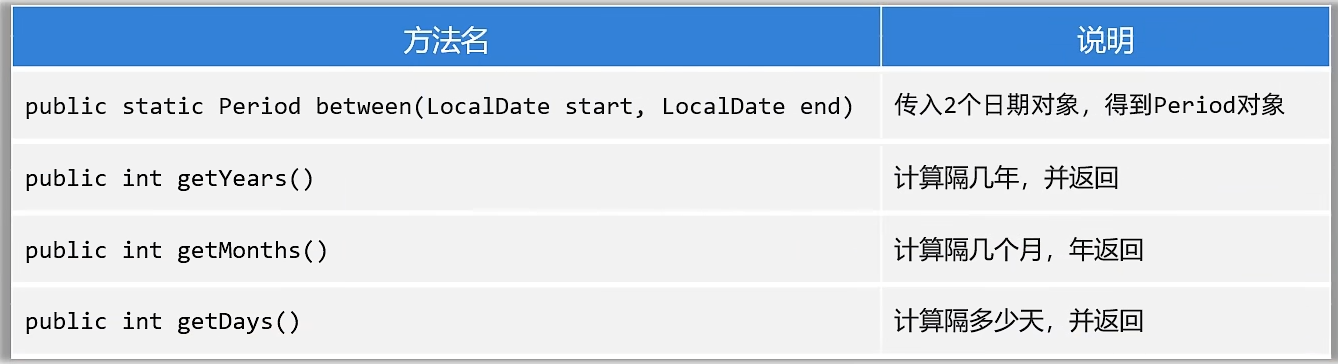 方法名 说明
public static Period between(LocalDate start, LocalDate end) 传入2个日期对象，得到Period对象
public int getYears() 计算隔几年，并返回
public int getMonths() 计算隔几个月，年返回
public int getDays() 计算隔多少天，并返回